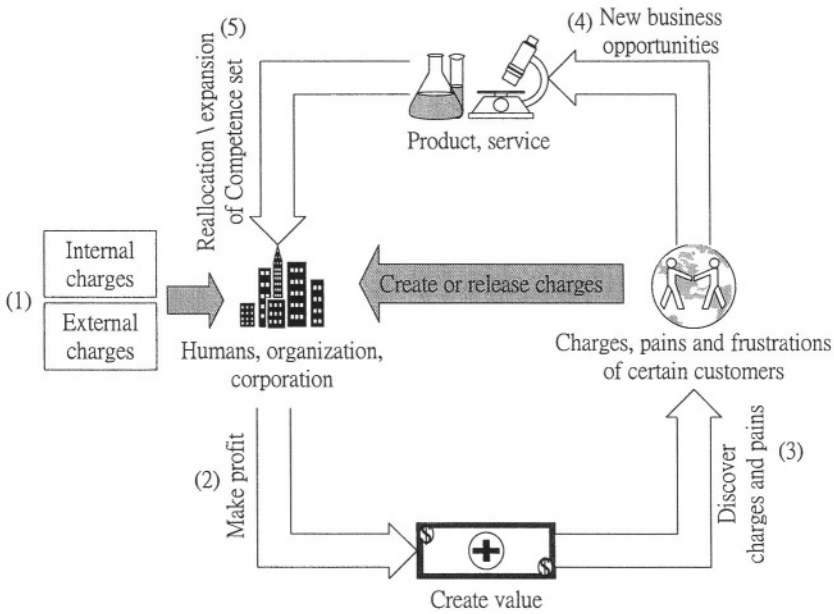 (5)
(4)
New business
opportunities
Reallocation \ expansion
of Competence set
Product, service
(1)
Internal
charges
External
charges
Create or release charges
Humans, organization,
corporation
Charges, pains and frustrations
of certain customers
(2)
Make profit
Discover
charges and pains
(3)
$
$
Create value